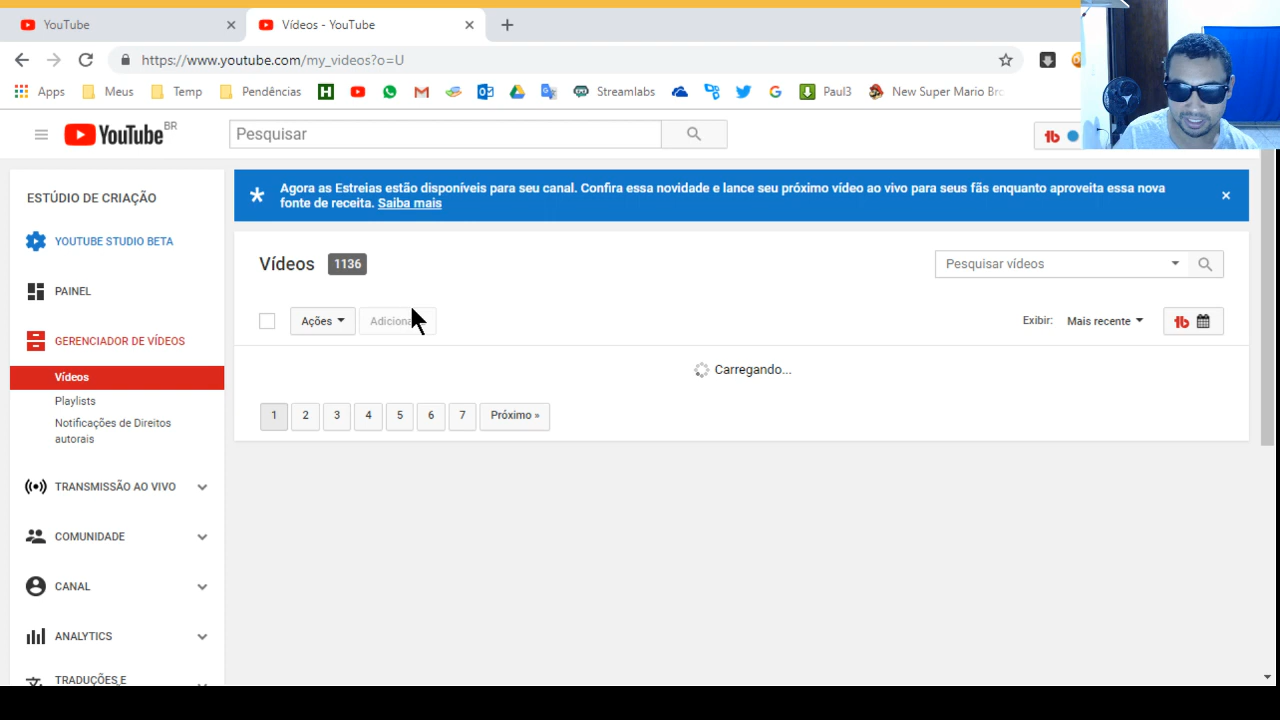 YouTube
Vídeos - YouTube
https://www.youtube.com/my_videos?o=U
Apps Meus Temp Pendências Streamlabs Paul3 New Super Mario Bro
YouTube BR
Pesquisar
ESTÚDIO DE CRIAÇÃO
YOUTUBE STUDIO BETA
PAINEL
GERENCIADOR DE VÍDEOS
Vídeos
Playlists
Notificações de Direitos
autorais
TRANSMISSÃO AO VIVO
COMUNIDADE
CANAL
ANALYTICS
TRADUÇÕES E
Agora as Estreias estão disponíveis para seu canal. Confira essa novidade e lance seu próximo vídeo ao vivo para seus fãs enquanto aproveita essa nova
fonte de receita. Saiba mais
Vídeos 1136
Pesquisar vídeos
Ações Adiciona
Exibir: Mais recente
Carregando...
1 2 3 4 5 6 7 Próximo »